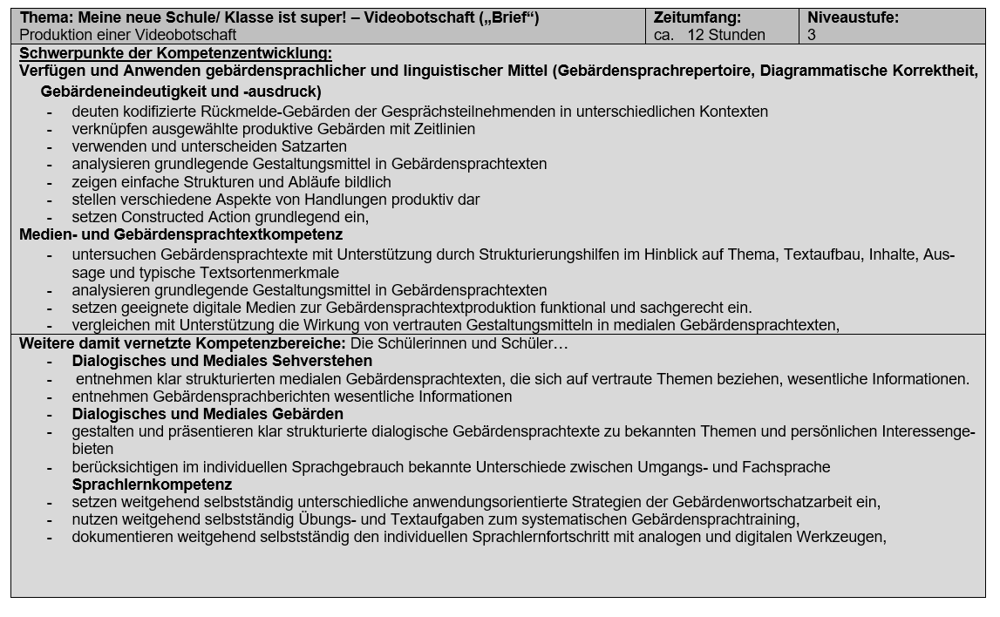 Thema: Meine neue Schule/ Klasse ist super! – Videobotschaft („Brief“)
Produktion einer Videobotschaft
Zeitumfang:
ca. 12 Stunden
Niveaustufe:
3
Schwerpunkte der Kompetenzentwicklung:
Verfügen und Anwenden gebärdensprachlicher und linguistischer Mittel (Gebärdensprachrepertoire, Diagrammatische Korrektheit,
Gebärdeneindeutigkeit und -ausdruck)
- deuten kodifizierte Rückmelde-Gebärden der Gesprächsteilnehmenden in unterschiedlichen Kontexten
- verknüpfen ausgewählte produktive Gebärden mit Zeitlinien
- verwenden und unterscheiden Satzarten
- analysieren grundlegende Gestaltungsmittel in Gebärdensprachtexten
- zeigen einfache Strukturen und Abläufe bildlich
- stellen verschiedene Aspekte von Handlungen produktiv dar
- setzen Constructed Action grundlegend ein,
Medien- und Gebärdensprachtextkompetenz
- untersuchen Gebärdensprachtexte mit Unterstützung durch Strukturierungshilfen im Hinblick auf Thema, Textaufbau, Inhalte, Aus-
sage und typische Textsortenmerkmale
- analysieren grundlegende Gestaltungsmittel in Gebärdensprachtexten
- setzen geeignete digitale Medien zur Gebärdensprachtextproduktion funktional und sachgerecht ein.
- vergleichen mit Unterstützung die Wirkung von vertrauten Gestaltungsmitteln in medialen Gebärdensprachtexten,
Weitere damit vernetzte Kompetenzbereiche: Die Schülerinnen und Schüler…
- Dialogisches und Mediales Sehverstehen
- entnehmen klar strukturierten medialen Gebärdensprachtexten, die sich auf vertraute Themen beziehen, wesentliche Informationen.
- entnehmen Gebärdensprachberichten wesentliche Informationen
- Dialogisches und Mediales Gebärden
- gestalten und präsentieren klar strukturierte dialogische Gebärdensprachtexte zu bekannten Themen und persönlichen Interessenge-
bieten
- berücksichtigen im individuellen Sprachgebrauch bekannte Unterschiede zwischen Umgangs- und Fachsprache
Sprachlernkompetenz
- setzen weitgehend selbstständig unterschiedliche anwendungsorientierte Strategien der Gebärdenwortschatzarbeit ein,
- nutzen weitgehend selbstständig Übungs- und Textaufgaben zum systematischen Gebärdensprachtraining,
- dokumentieren weitgehend selbstständig den individuellen Sprachlernfortschritt mit analogen und digitalen Werkzeugen,